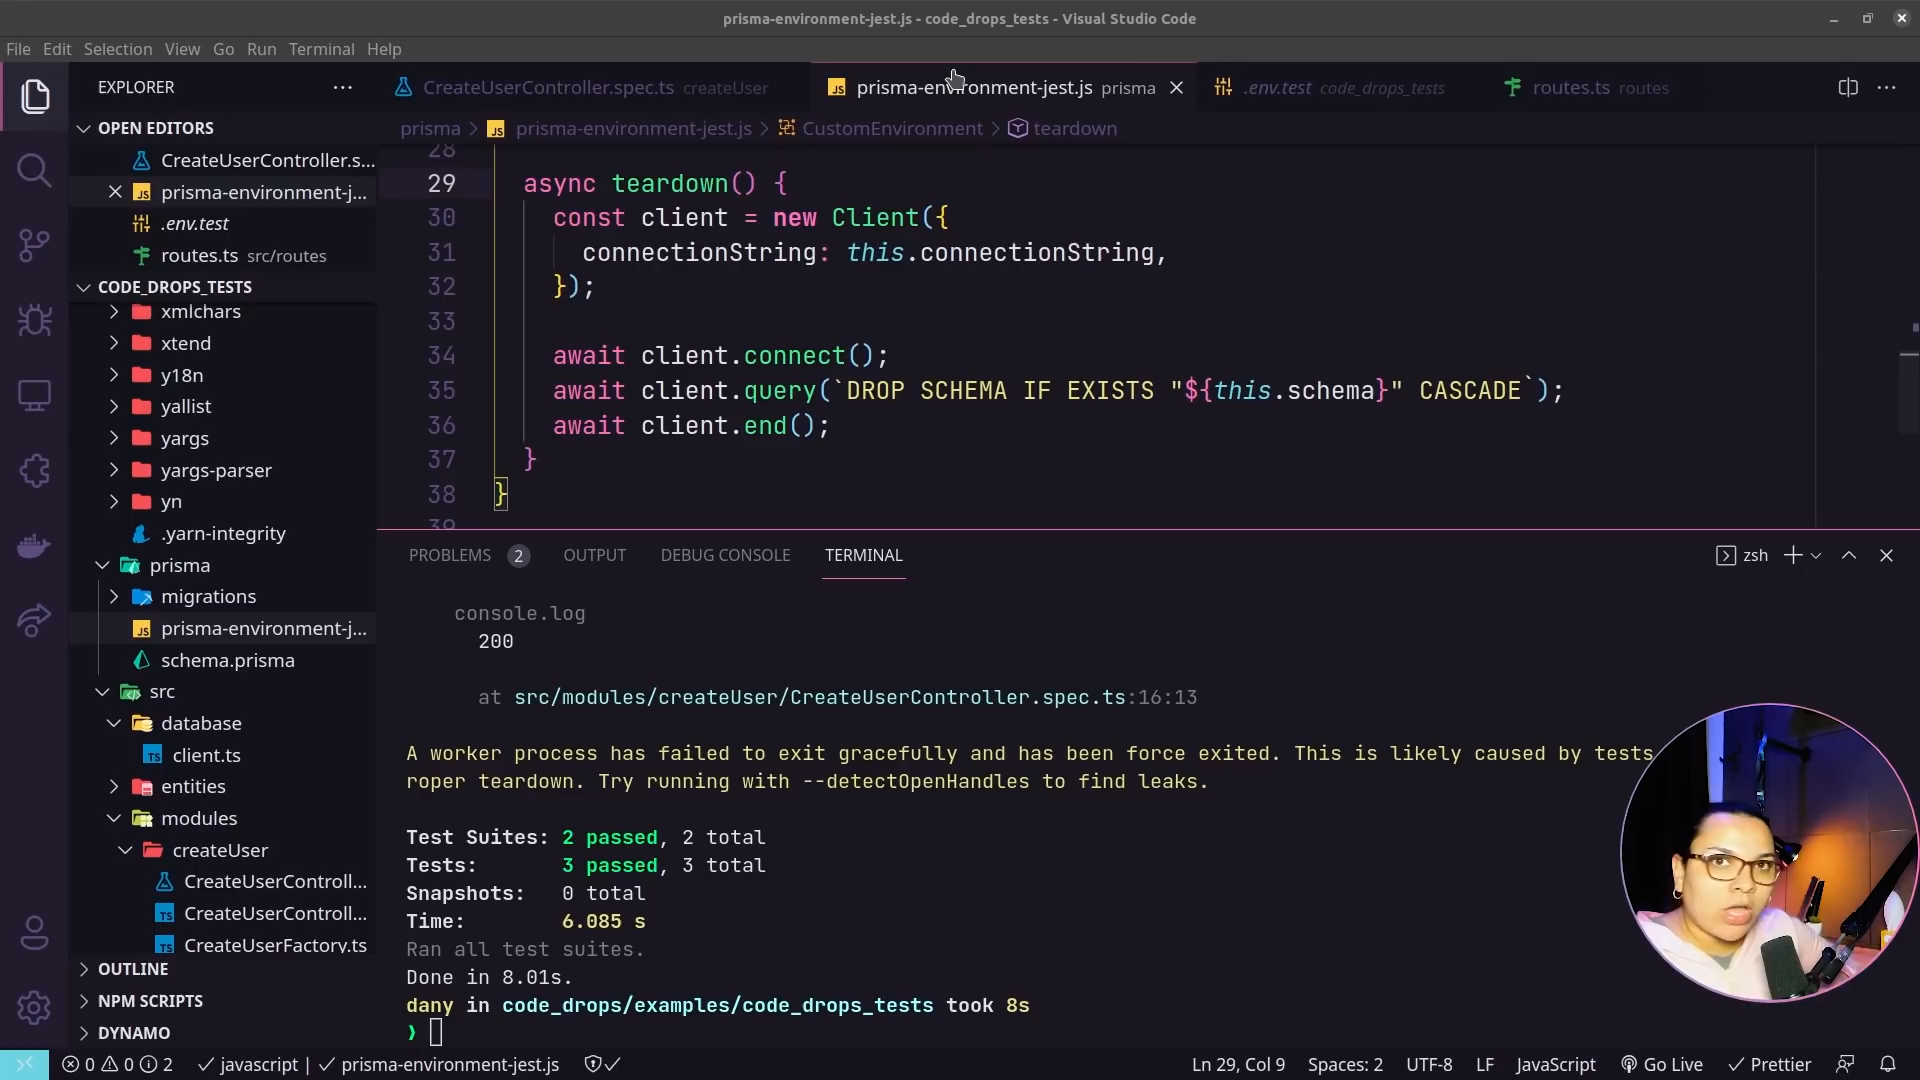 prisma-environment-jest.js - code_drops_tests - Visual Studio Code
File Edit Selection View Go Run Terminal Help
EXPLORER
OPEN EDITORS
CreateUserController.s...
prisma-environment-j...
.env.test
routes.ts src/routes
CODE_DROPS_TESTS
xmlchars
xtend
y18n
yallist
yargs
yargs-parser
yn
.yarn-integrity
prisma
migrations
prisma-environment-j...
schema.prisma
src
database
client.ts
entities
modules
createUser
CreateUserControll...
CreateUserControll...
CreateUserFactory.ts
OUTLINE
NPM SCRIPTS
DYNAMO
CreateUserController.spec.ts createUser
prisma-environment-jest.js prisma
.env.test code_drops_tests
routes.ts routes
prisma > prisma-environment-jest.js > CustomEnvironment > teardown
28
29 async teardown() {
30 const client = new Client({
31 connectionString: this.connectionString,
32 });
33
34 await client.connect();
35 await client.query(`DROP SCHEMA IF EXISTS "${this.schema}" CASCADE`);
36 await client.end();
37 }
38 }
39
PROBLEMS 2 OUTPUT DEBUG CONSOLE TERMINAL
zsh
console.log
200
at src/modules/createUser/CreateUserController.spec.ts:16:13
A worker process has failed to exit gracefully and has been force exited. This is likely caused by tests
roper teardown. Try running with --detectOpenHandles to find leaks.
Test Suites: 2 passed, 2 total
Tests: 3 passed, 3 total
Snapshots: 0 total
Time: 6.085 s
Ran all test suites.
Done in 8.01s.
dany in code_drops/examples/code_drops_tests took 8s
❯
0 0 2 javascript | prisma-environment-jest.js
Ln 29, Col 9 Spaces: 2 UTF-8 LF JavaScript Go Live Prettier